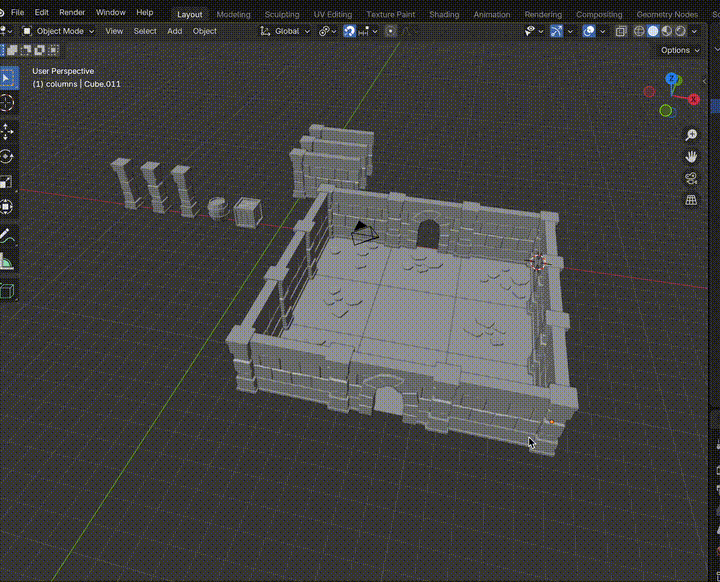 File Edit Render Window Help Layout Modeling Sculpting UV Editing Texture Paint Shading Animation Rendering Compositing Geometry Nodes
Object Mode View Select Add Object Global
Options
User Perspective
(1) columns | Cube.011
Z
X